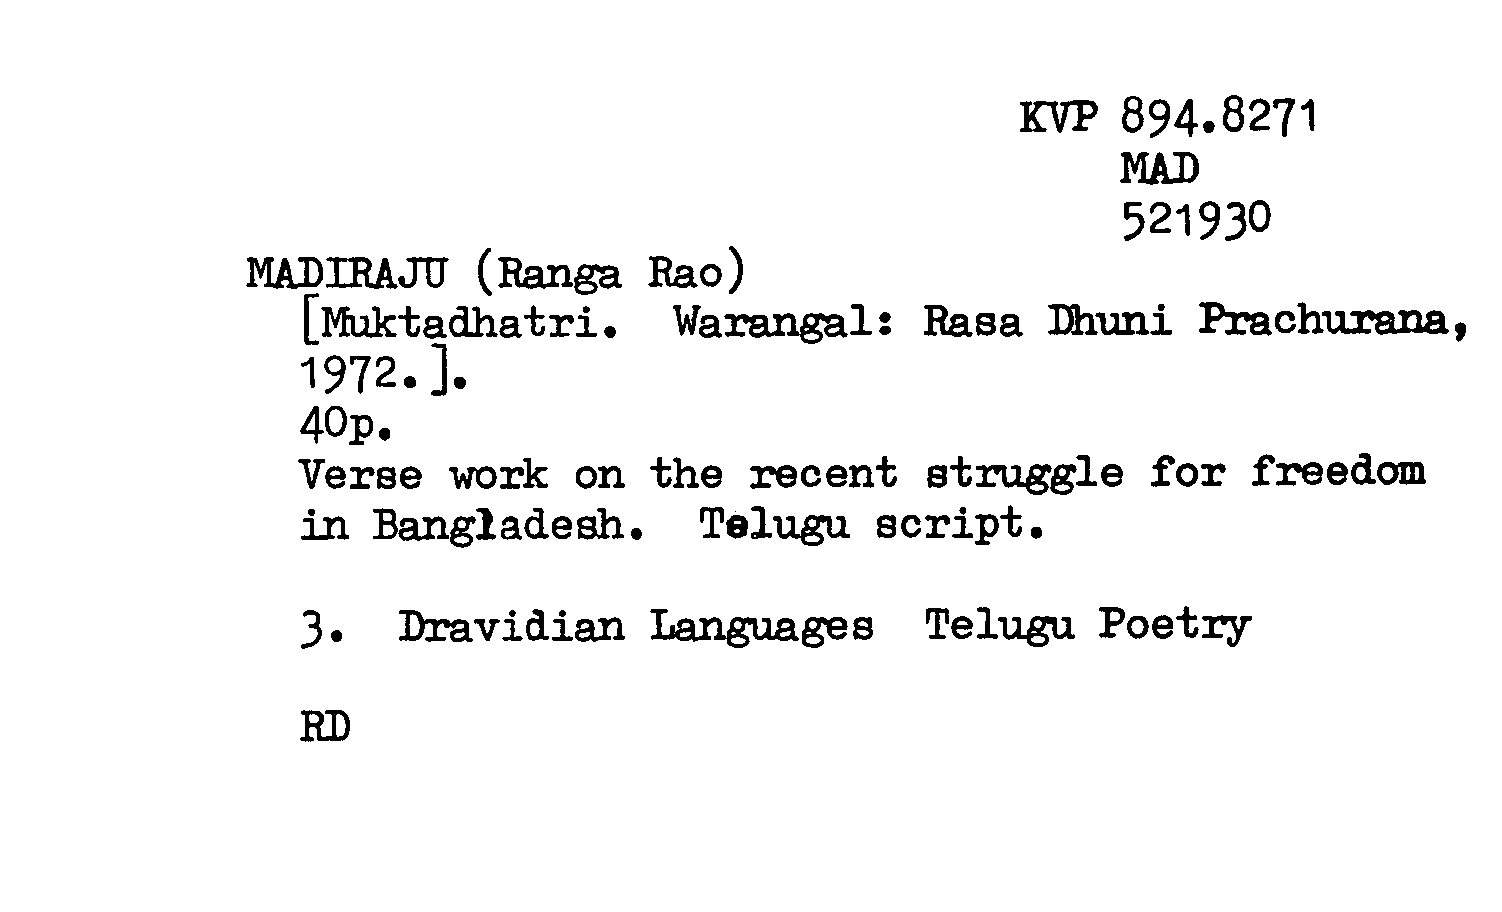 KVP 894.8271
MAD
521930
MADIRAJU (Ranga Rao)
[Muktadhatri. Warangal: Rasa Dhuni Prachurana,
1972.].
40p.
Verse work on the recent struggle for freedom
in Bangladesh. Telugu script.
3. Dravidian Languages Telugu Poetry
RD